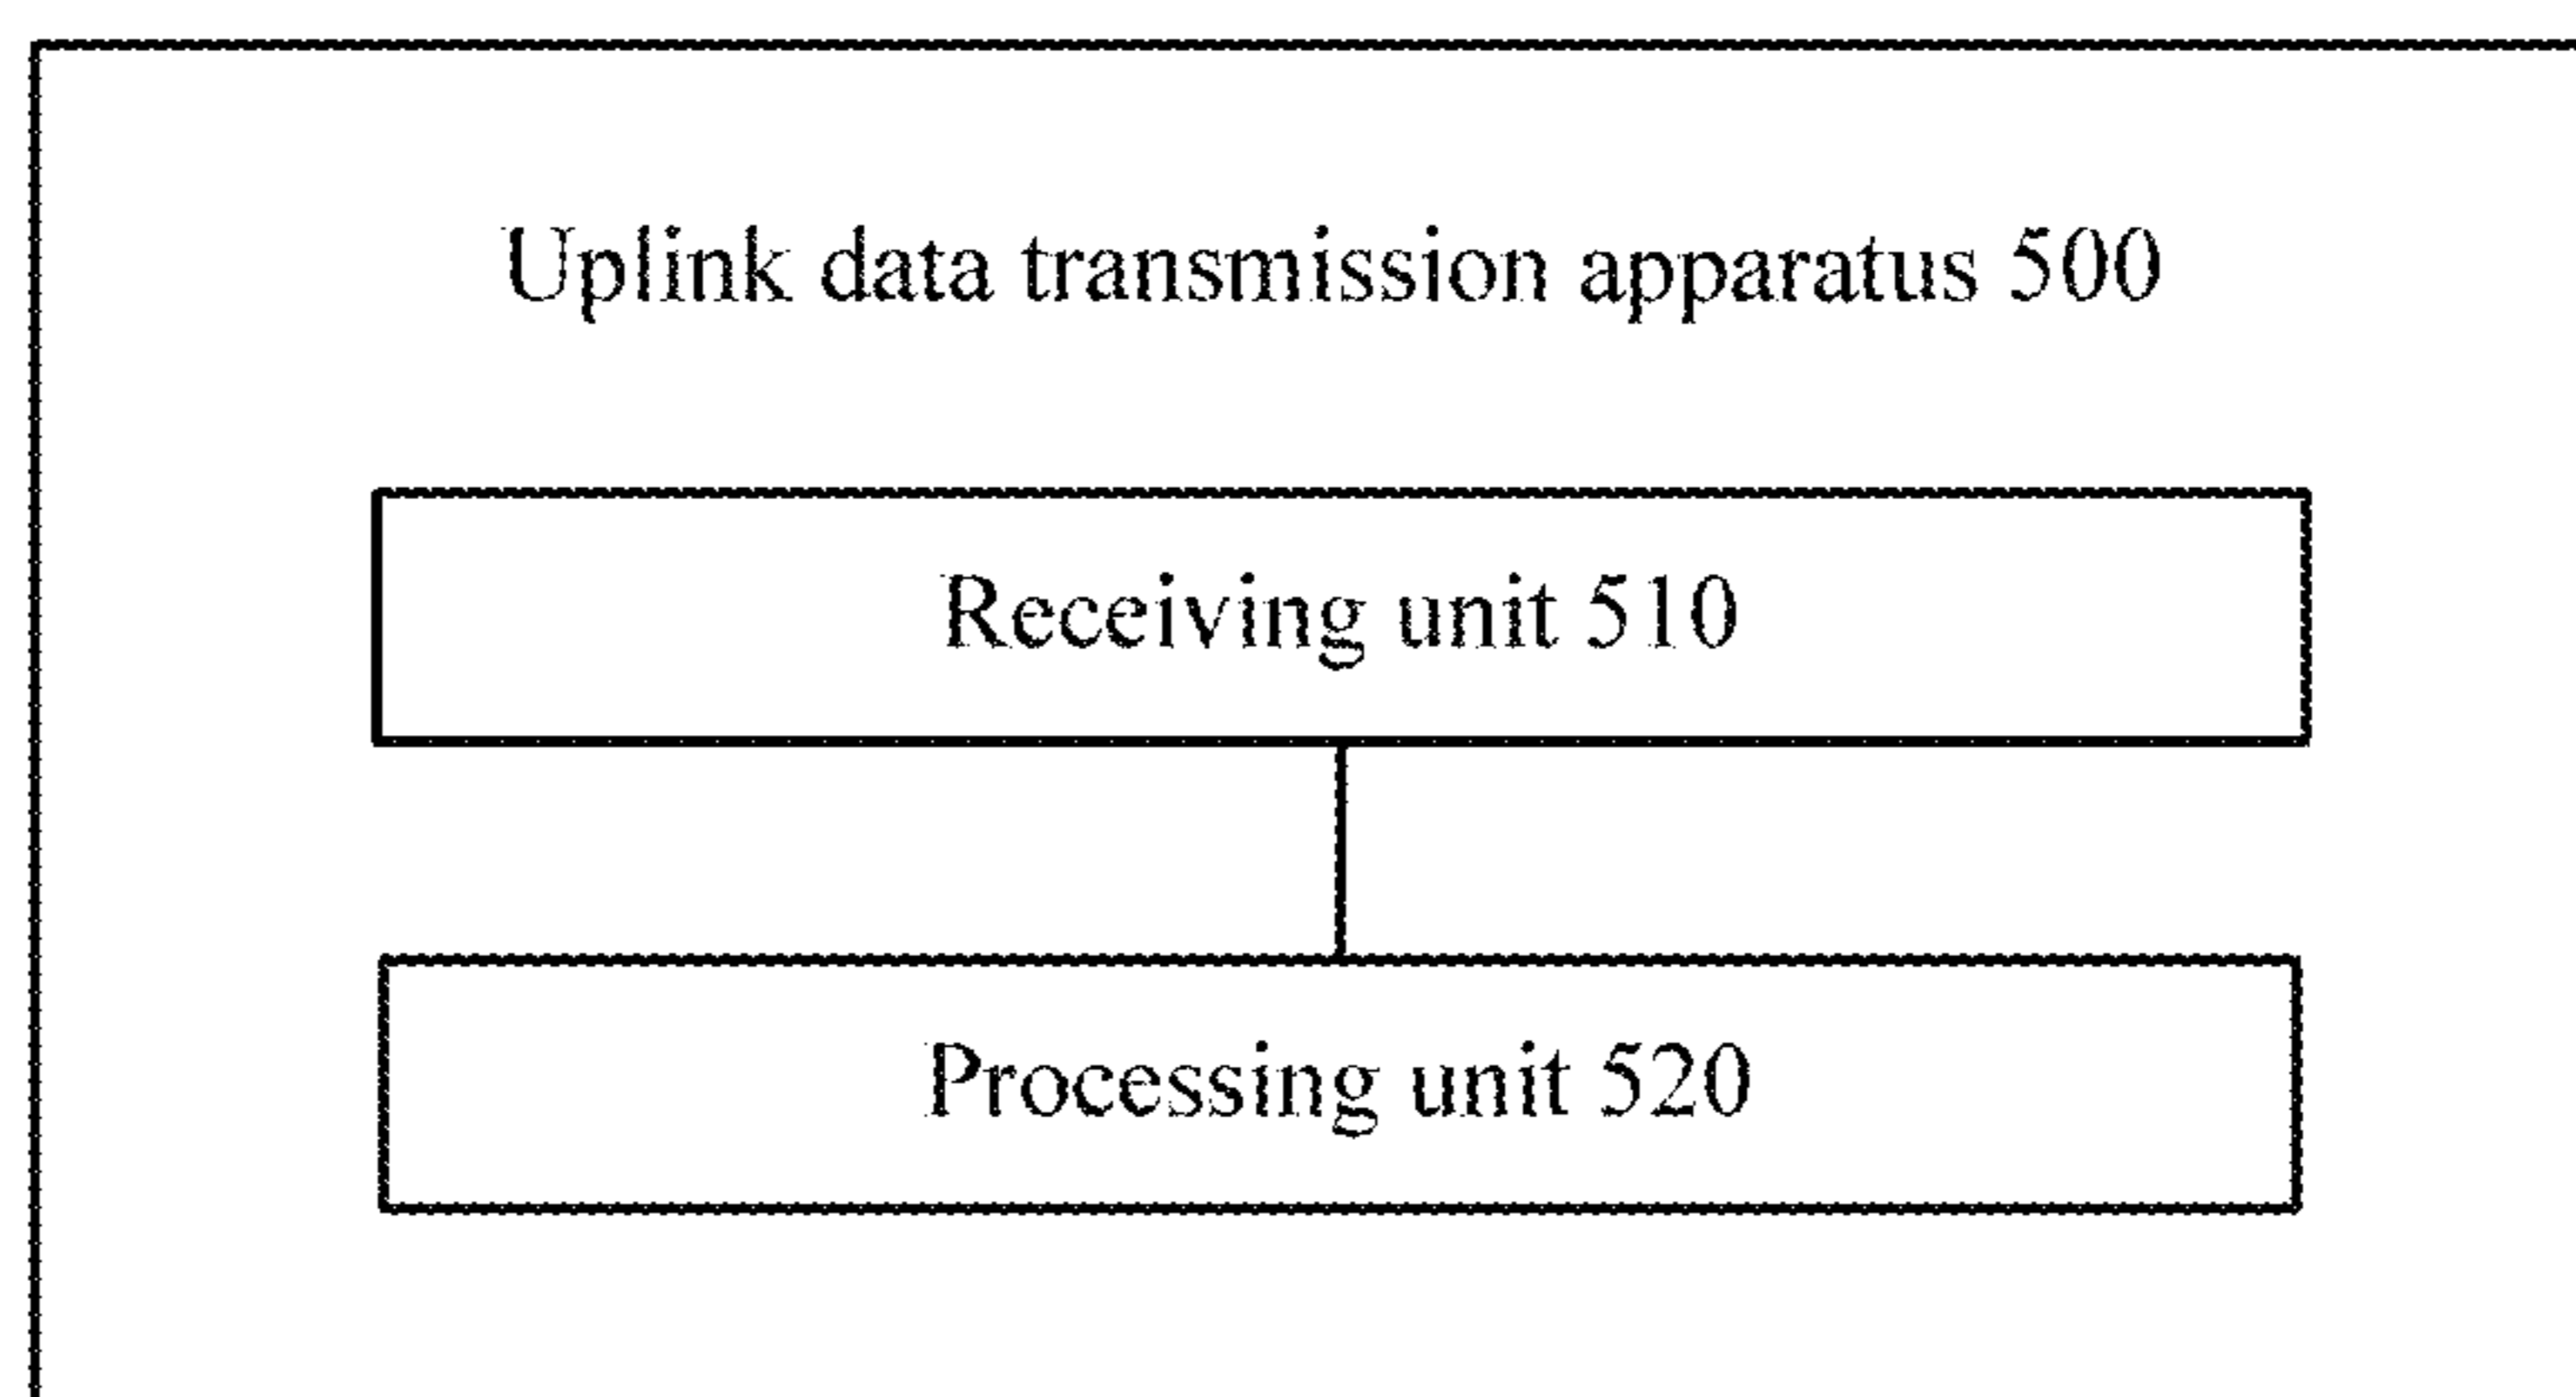 Uplink data transmission apparatus 500
Receiving unit 510
Processing unit 520